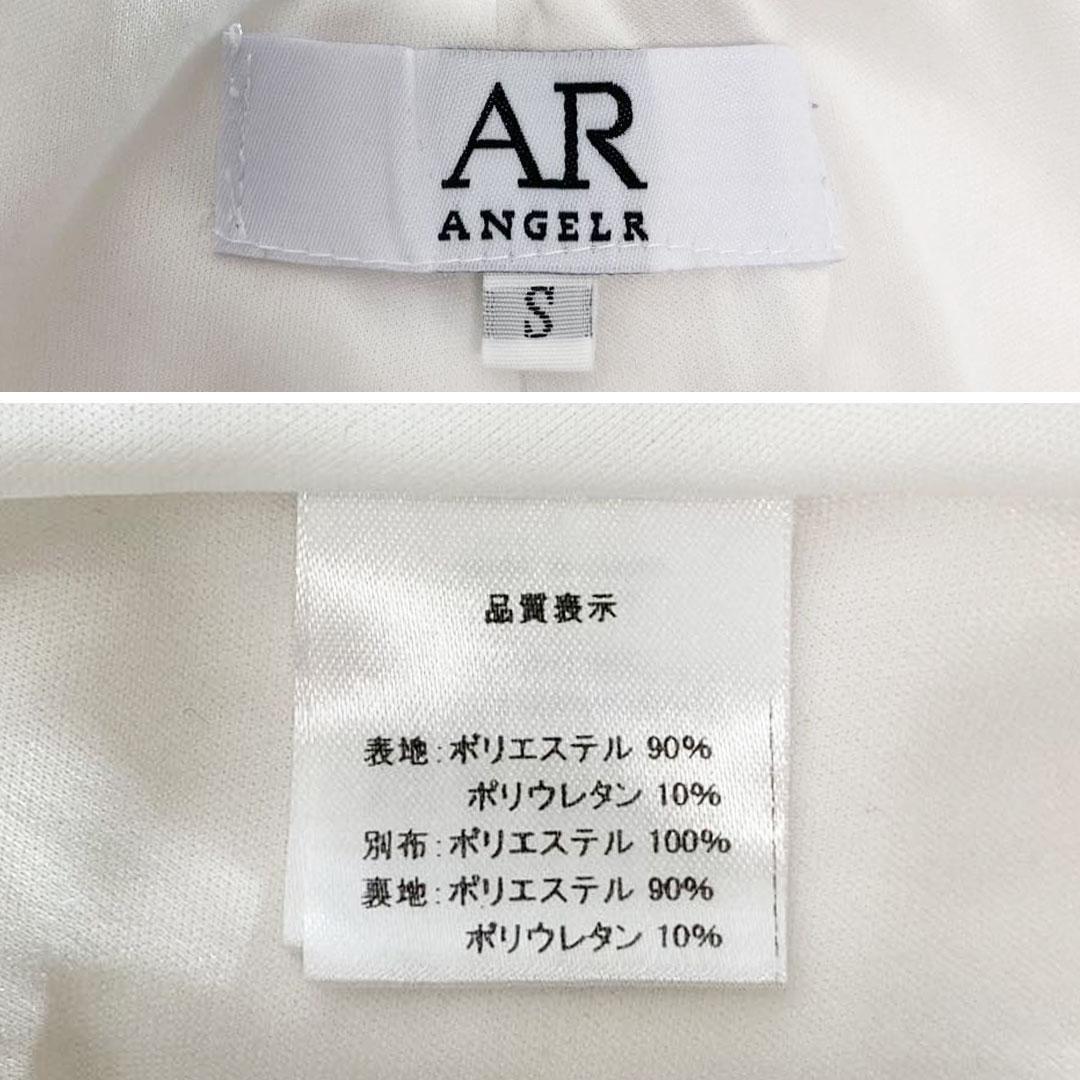 AR
ANGEL R
S
品質表示
表地:ポリエステル 90%
ポリウレタン 10%
別布:ポリエステル 100%
裏地:ポリエステル 90%
ポリウレタン 10%